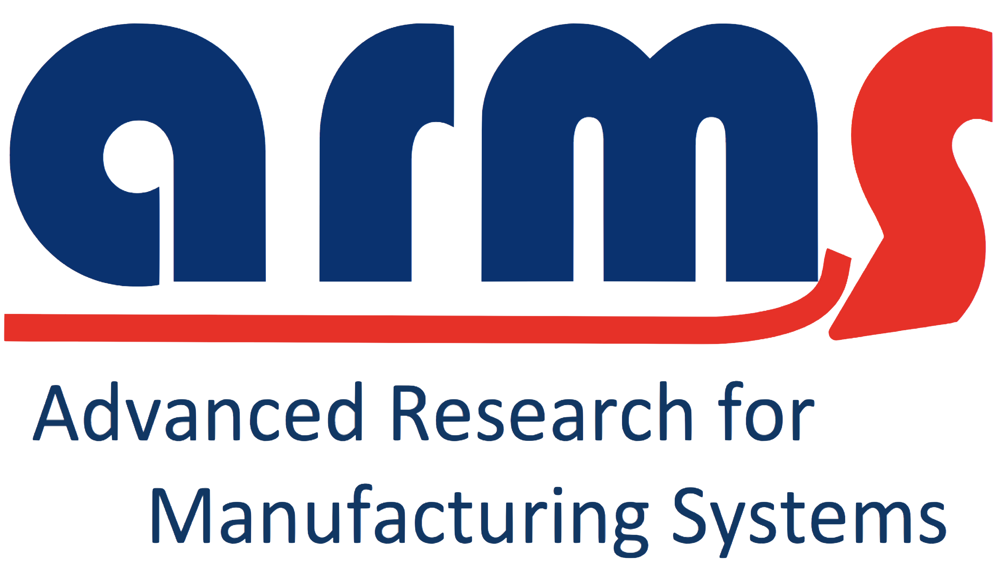 arms
Advanced Research for
Manufacturing Systems